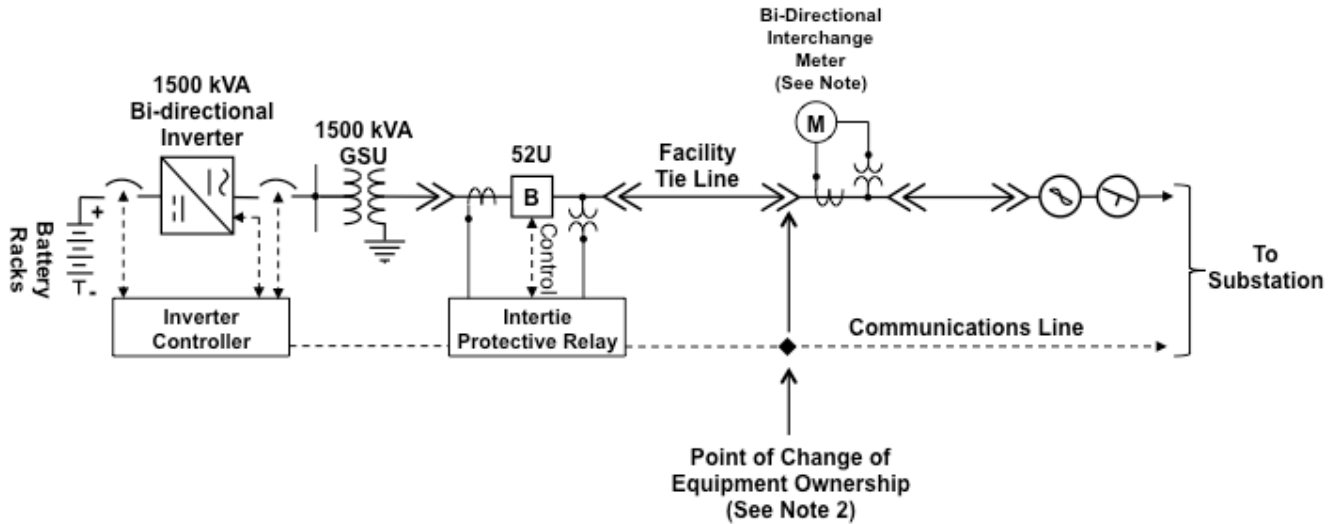 Bi-Directional
Interchange
Meter
(See Note)
M
1500 kVA
Bi-directional
Inverter
1500 kVA
GSU
52U
B
Facility
Tie Line
+
-
Battery
Racks
Control
Inverter
Controller
Intertie
Protective Relay
Communications Line
To
Substation
Point of Change of
Equipment Ownership
(See Note 2)